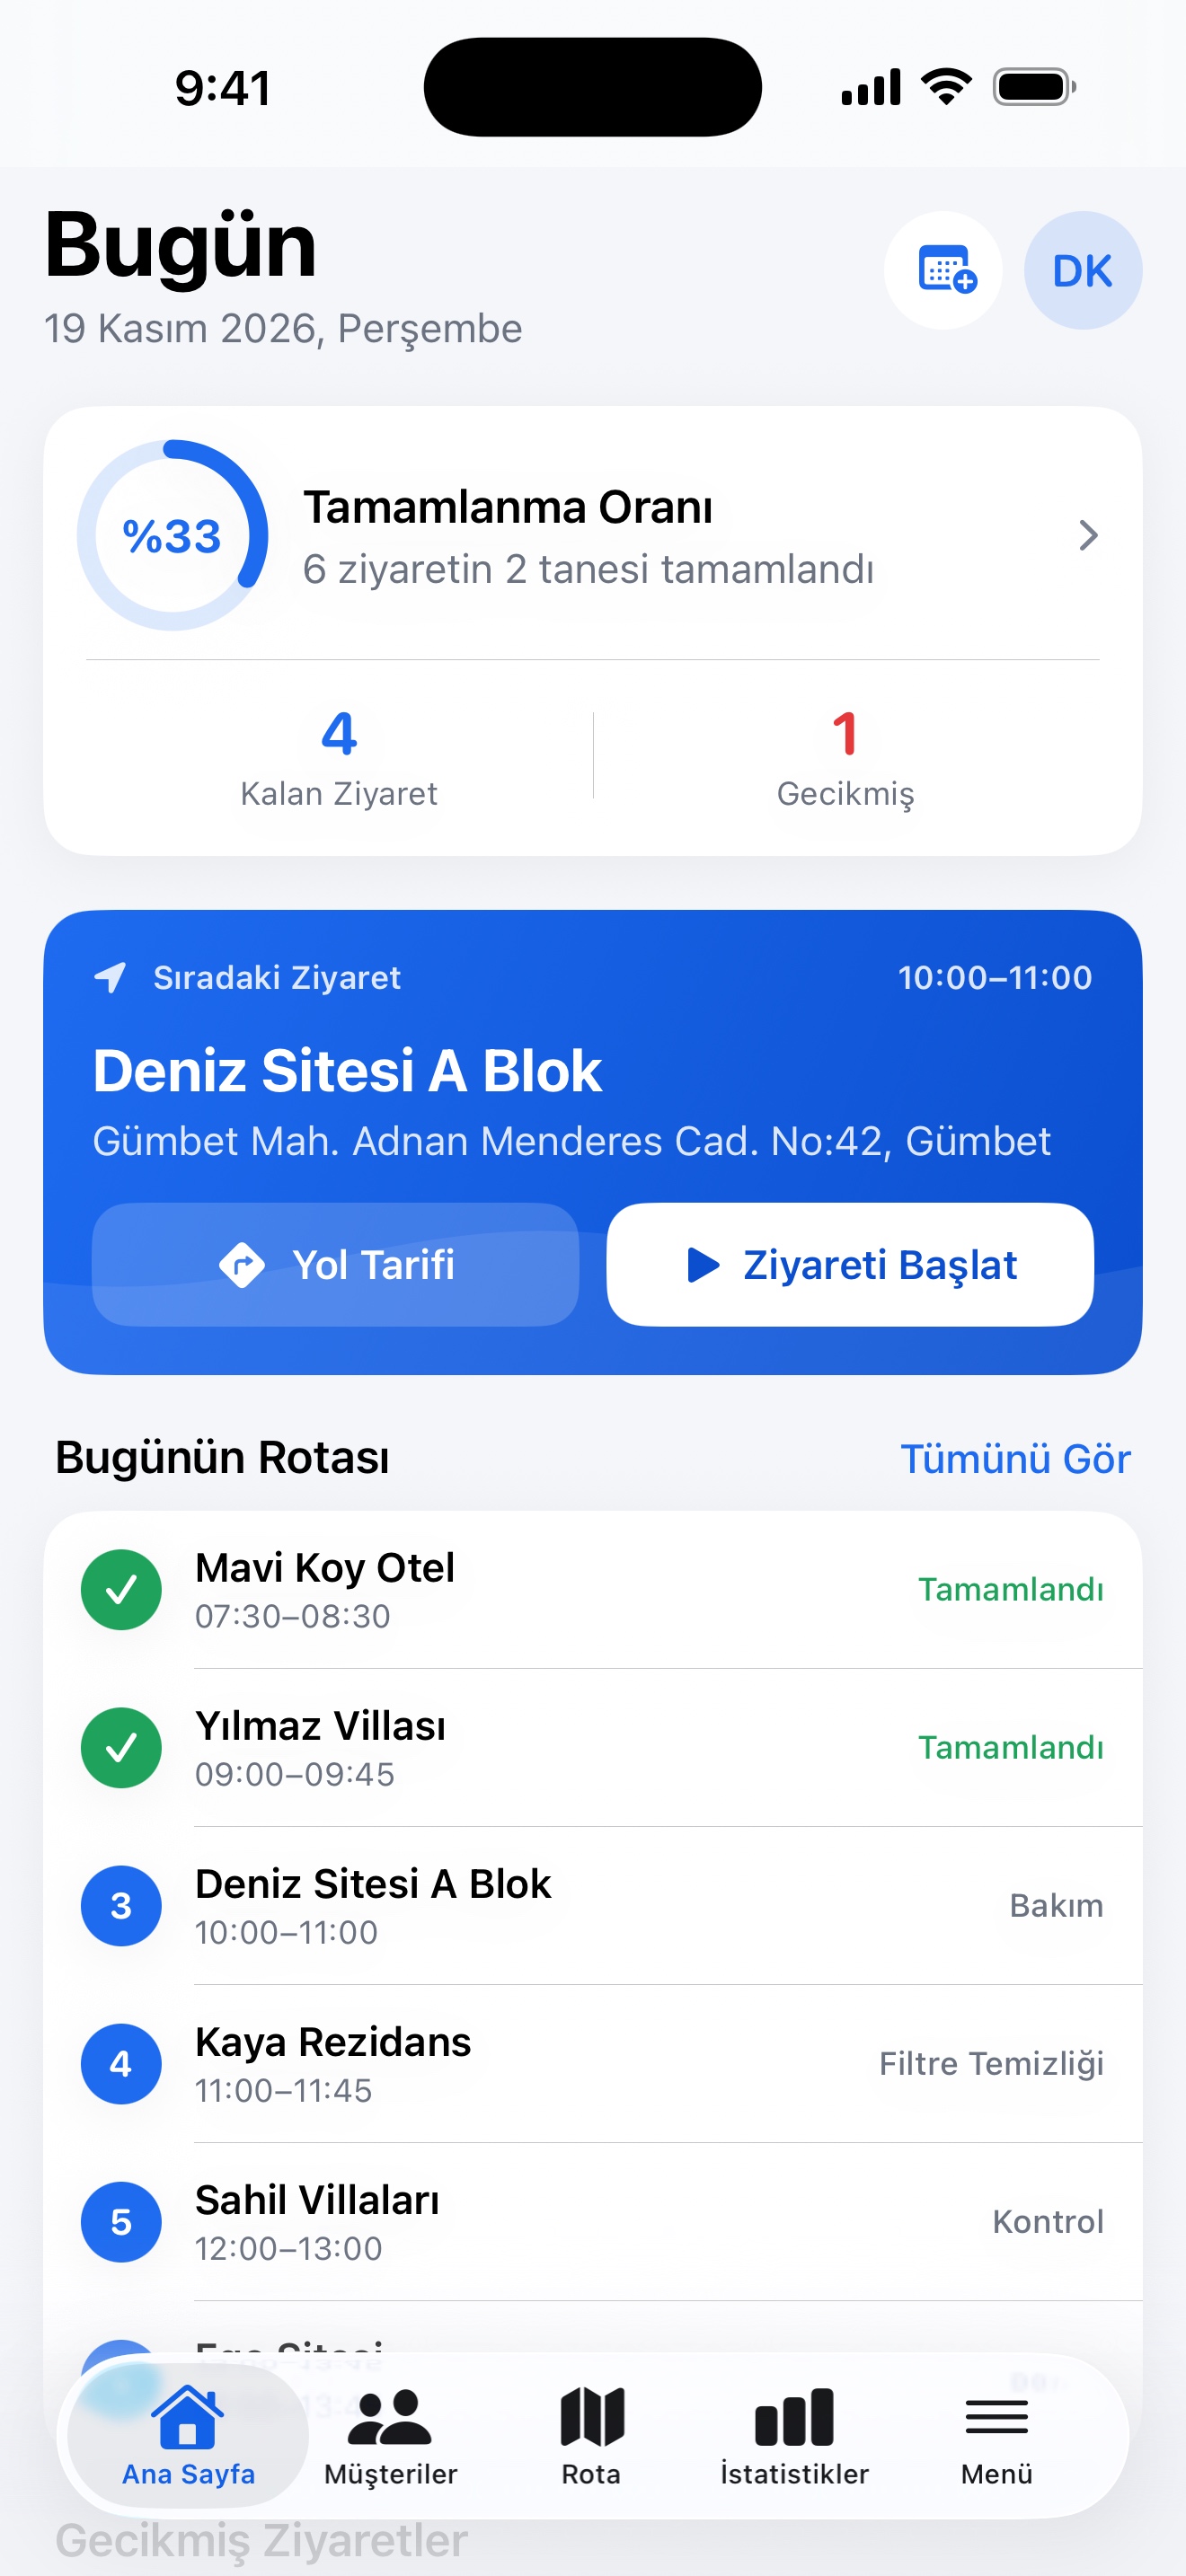 9:41
Bugün
19 Kasım 2026, Perşembe
DK
%33
Tamamlanma Oranı
6 ziyaretin 2 tanesi tamamlandı
4
Kalan Ziyaret
1
Gecikmiş
Sıradaki Ziyaret
10:00–11:00
Deniz Sitesi A Blok
Gümbet Mah. Adnan Menderes Cad. No:42, Gümbet
Yol Tarifi
Ziyareti Başlat
Bugünün Rotası
Tümünü Gör
Mavi Koy Otel
07:30–08:30
Tamamlandı
Yılmaz Villası
09:00–09:45
Tamamlandı
3
Deniz Sitesi A Blok
10:00–11:00
Bakım
4
Kaya Rezidans
11:00–11:45
Filtre Temizliği
5
Sahil Villaları
12:00–13:00
Kontrol
Ege Sitesi
Ana Sayfa
Müşteriler
Rota
İstatistikler
Menü
Gecikmiş Ziyaretler